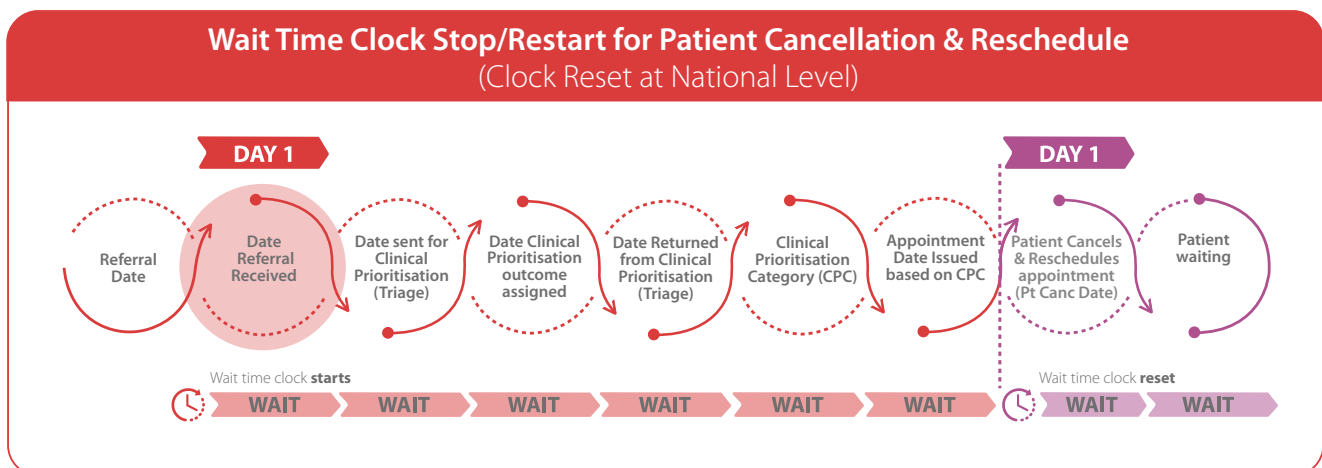 Wait Time Clock Stop/Restart for Patient Cancellation & Reschedule
(Clock Reset at National Level)
DAY 1
DAY 1
Referral
Date
Date
Referral
Received
Date sent for
Clinical
Prioritisation
(Triage)
Date Clinical
Prioritisation
outcome
assigned
Date Returned
from Clinical
Prioritisation
(Triage)
Clinical
Prioritisation
Category (CPC)
Appointment
Date Issued
based on CPC
Patient Cancels
& Reschedules
appointment
(Pt Canc Date)
Patient
waiting
Wait time clock starts
WAIT
WAIT
WAIT
WAIT
WAIT
WAIT
Wait time clock reset
WAIT
WAIT